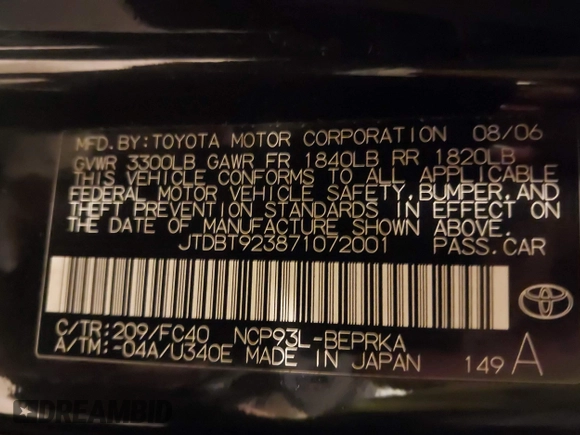 MFD.BY:TOYOTA MOTOR CORPORATION 08/06
GVWR 3300LB GAWR FR 1840LB RR 1820LB
THIS VEHICLE CONFORMS TO ALL APPLICABLE
FEDERAL MOTOR VEHICLE SAFETY,BUMPER,AND
THEFT PREVENTION STANDARDS IN EFFECT ON
THE DATE OF MANUFACTURE SHOWN ABOVE.
JTDBT923871072001 PASS.CAR
C/TR:209/FC40 NCP93L-BEPRKA
A/TM:-04A/U340E MADE IN JAPAN 149 A
DREAMBID